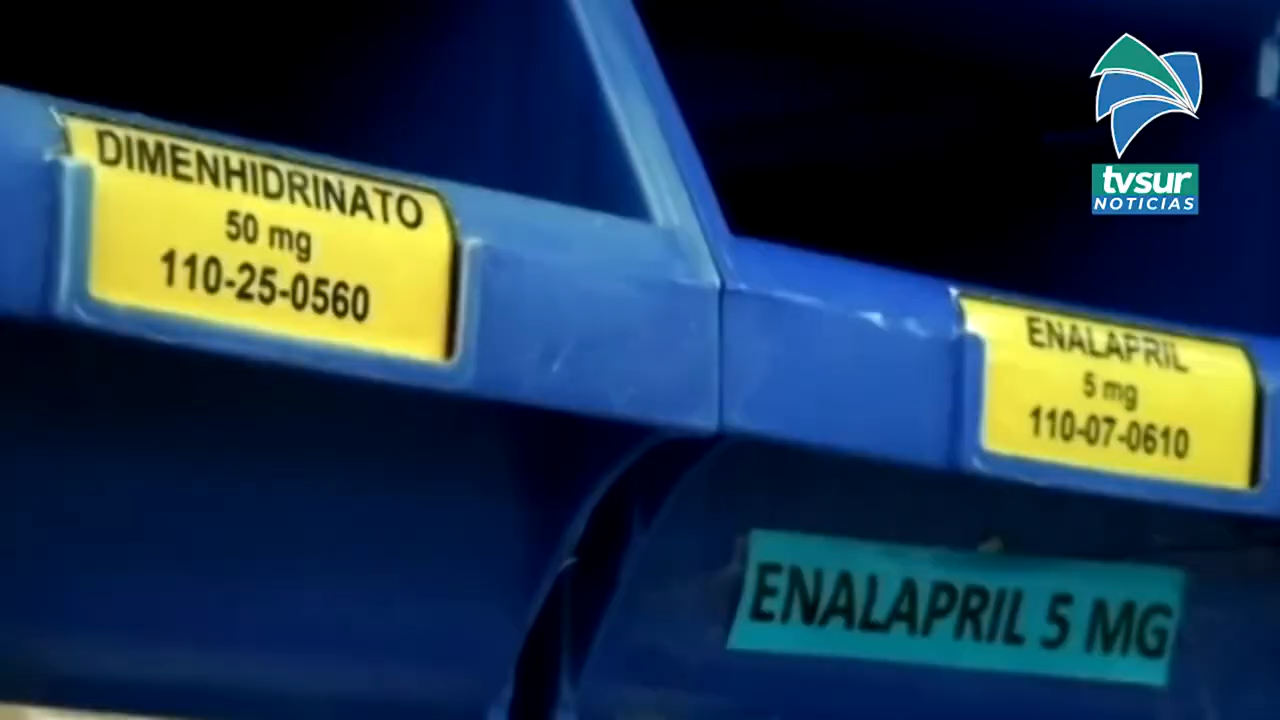 DIMENHIDRINATO
50 mg
110-25-0560
ENALAPRIL
5 mg
110-07-0610
ENALAPRIL 5 MG
tvsur
NOTICIAS